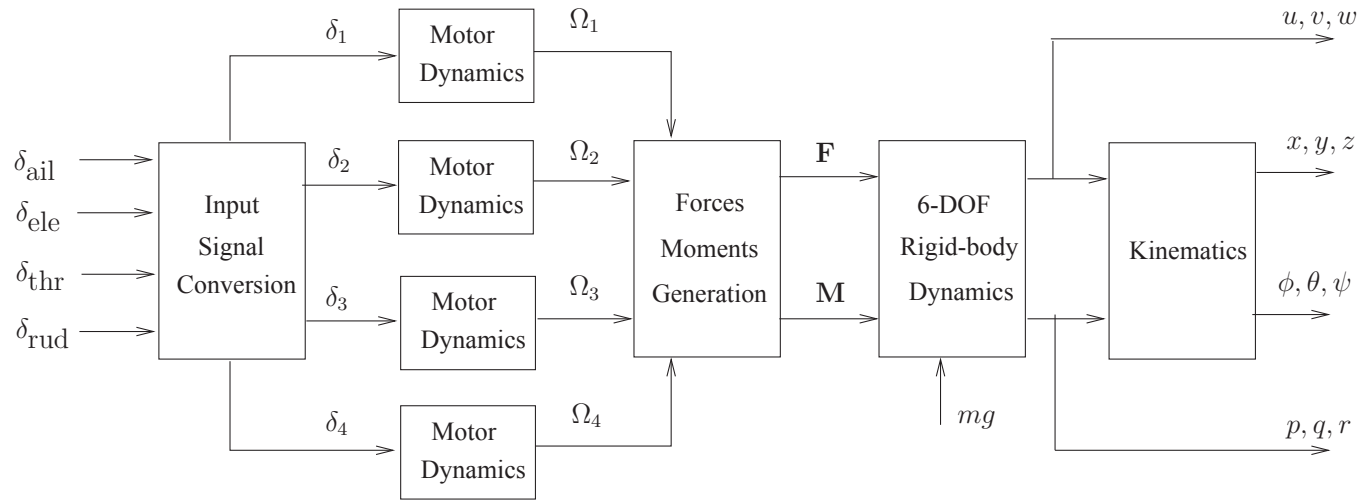 δail
δele
δthr
δrud
Input
Signal
Conversion
δ1
δ2
δ3
δ4
Motor
Dynamics
Motor
Dynamics
Motor
Dynamics
Motor
Dynamics
Ω1
Ω2
Ω3
Ω4
Forces
Moments
Generation
F
M
6-DOF
Rigid-body
Dynamics
mg
Kinematics
u, v, w
x, y, z
ϕ, θ, ψ
p, q, r